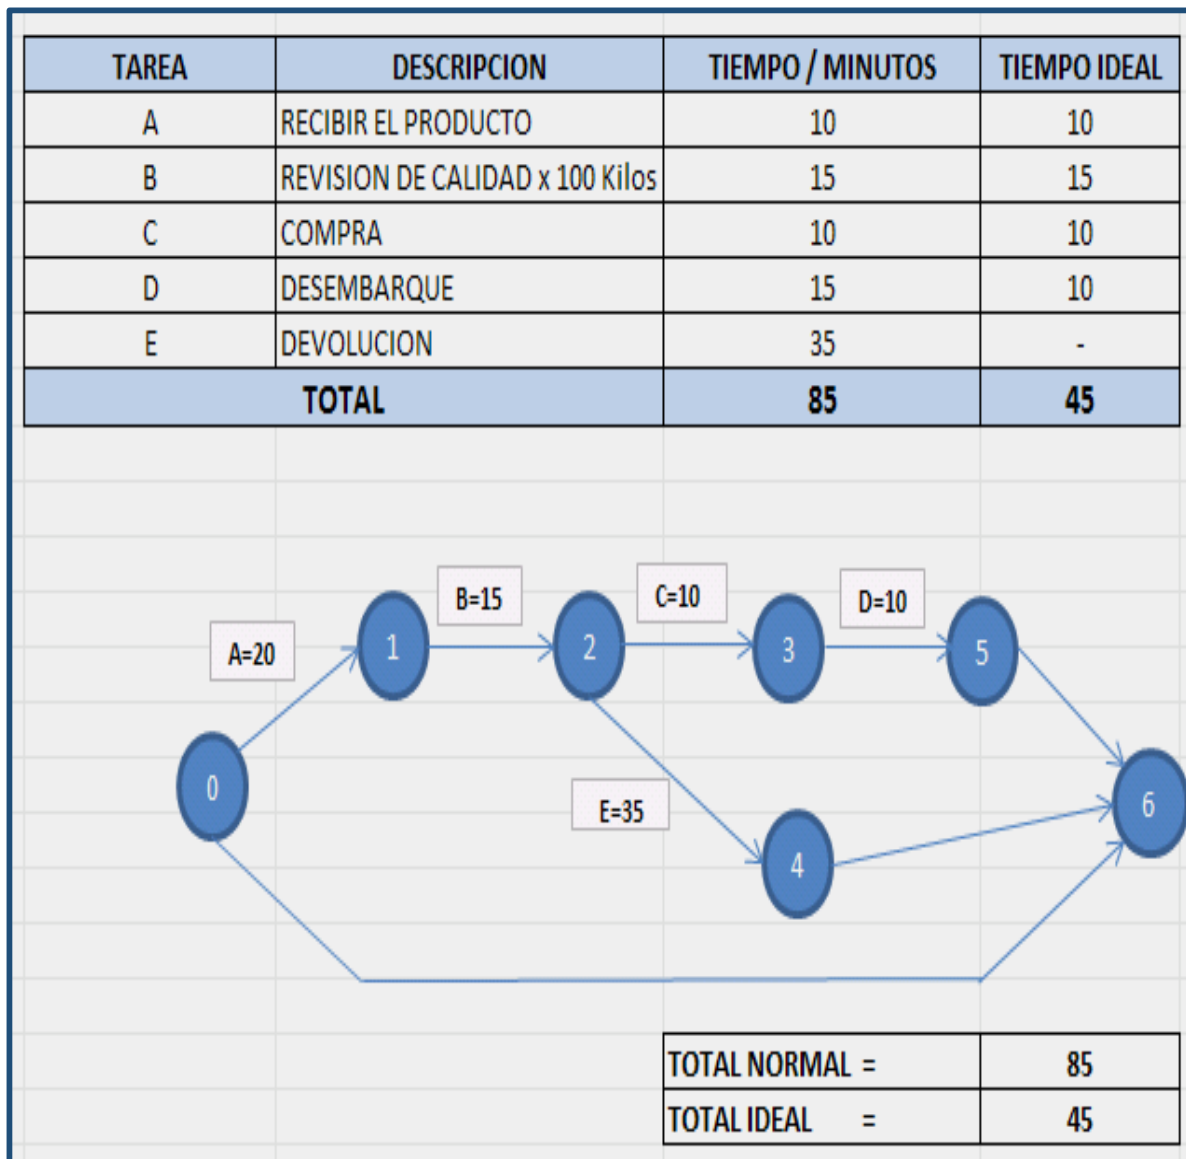 TAREA DESCRIPCION TIEMPO / MINUTOS TIEMPO IDEAL
A RECIBIR EL PRODUCTO 10 10
B REVISION DE CALIDAD x 100 Kilos 15 15
C COMPRA 10 10
D DESEMBARQUE 15 10
E DEVOLUCION 35 -
TOTAL 85 45
B=15 C=10 D=10
A=20 1 2 3 5
0 E=35 4 6
TOTAL NORMAL = 85
TOTAL IDEAL = 45